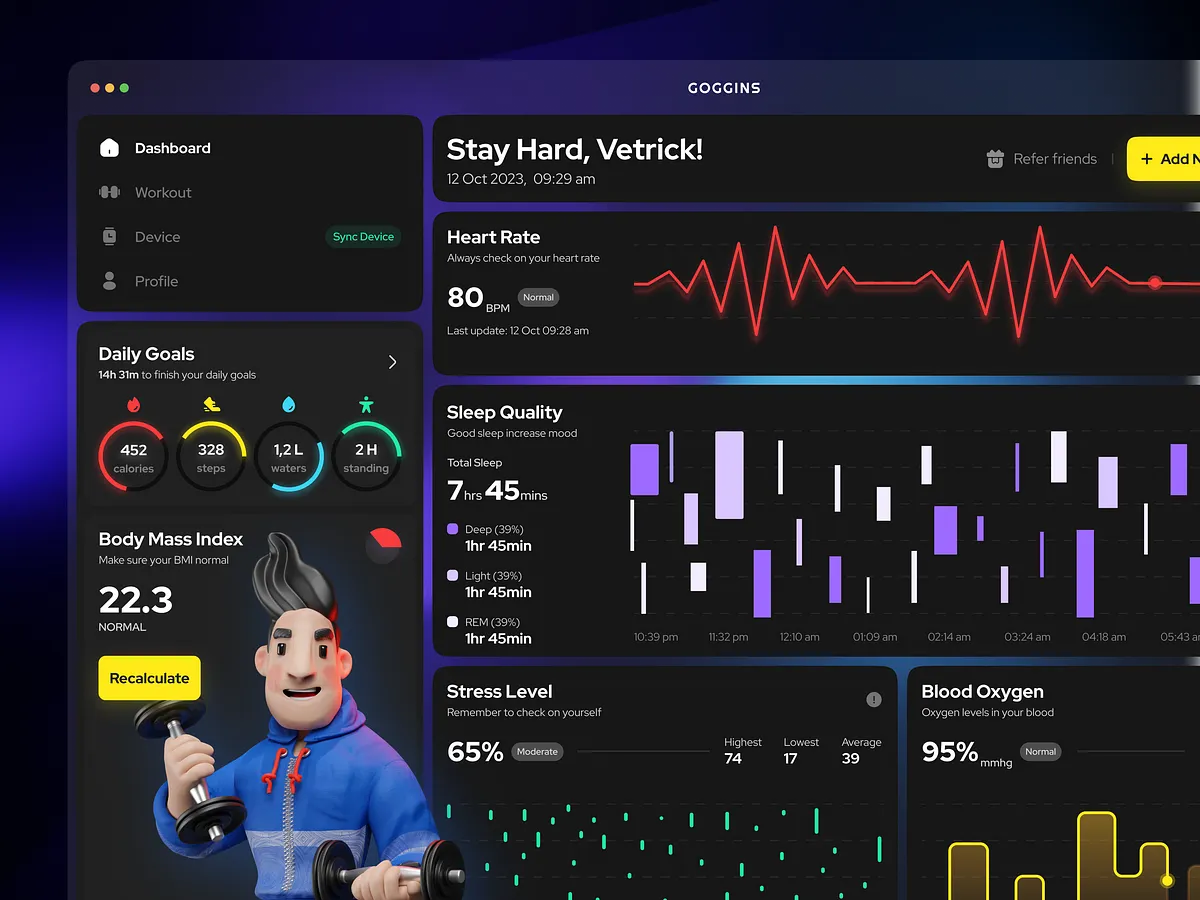 GOGGINS
Dashboard
Workout
Device
Sync Device
Profile
Daily Goals
14h 31m to finish your daily goals
452
calories
328
steps
1,2 L
waters
2 H
standing
Body Mass Index
Make sure your BMI normal
22.3
NORMAL
Recalculate
Stay Hard, Vetrick!
12 Oct 2023, 09:29 am
Refer friends
+ Add N
Heart Rate
Always check on your heart rate
80 BPM Normal
Last update: 12 Oct 09:28 am
Sleep Quality
Good sleep increase mood
Total Sleep
7hrs 45mins
Deep (39%)
1hr 45min
Light (39%)
1hr 45min
REM (39%)
1hr 45min
10:39 pm 11:32 pm 12:10 am 01:09 am 02:14 am 03:24 am 04:18 am 05:43 a
Stress Level
Remember to check on yourself
65% Moderate
Highest Lowest Average
74 17 39
Blood Oxygen
Oxygen levels in your blood
95% mmhg Normal